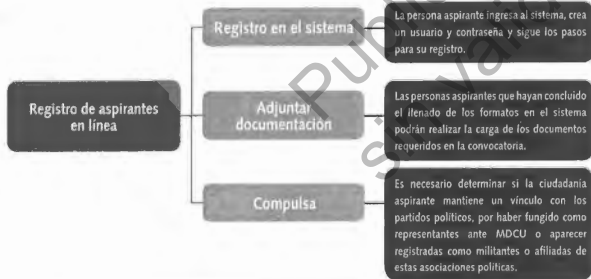 Registro de aspirantes
en línea
Registro en el sistema
La persona aspirante ingresa al sistema, crea
un usuario y contraseña y sigue los pasos
para su registro.
Adjuntar
documentación
Las personas aspirantes que hayan concluido
el llenado de los formatos en el sistema
podrán realizar la carga de los documentos
requeridos en la convocatoria.
Compulsa
Es necesario determinar si la ciudadanía
aspirante mantiene un vínculo con los
partidos políticos, por haber fungido como
representantes ante MDCU o aparecer
registradas como militantes o afiliadas de
estas asociaciones políticas.
sin